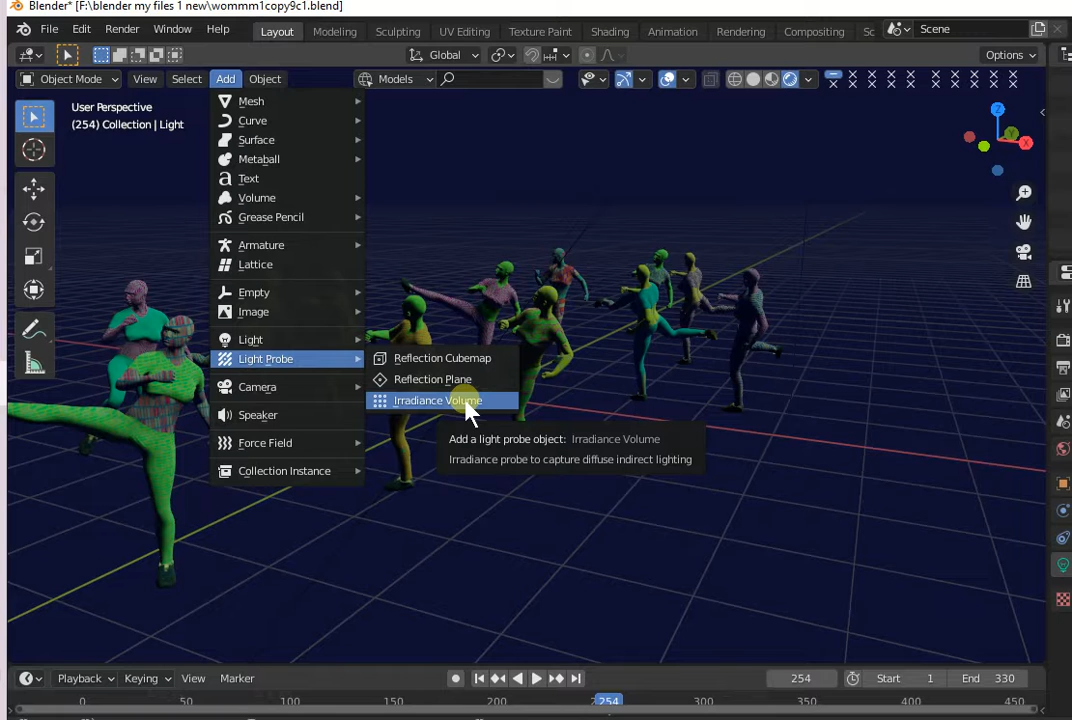 Blender* [F:\blender my files 1 new\wommm1copy9c1.blend]
File Edit Render Window Help Layout Modeling Sculpting UV Editing Texture Paint Shading Animation Rendering Compositing Sc Scene
Global Options
Object Mode View Select Add Object Models
User Perspective
(254) Collection | Light
Mesh
Curve
Surface
Metaball
Text
Volume
Grease Pencil
Armature
Lattice
Empty
Image
Light
Light Probe
Camera
Speaker
Force Field
Collection Instance
Reflection Cubemap
Reflection Plane
Irradiance Volume
Add a light probe object: Irradiance Volume
Irradiance probe to capture diffuse indirect lighting
Z
Y
X
Playback Keying View Marker 254 Start 1 End 330
0 50 100 150 200 254 300 350 400 450